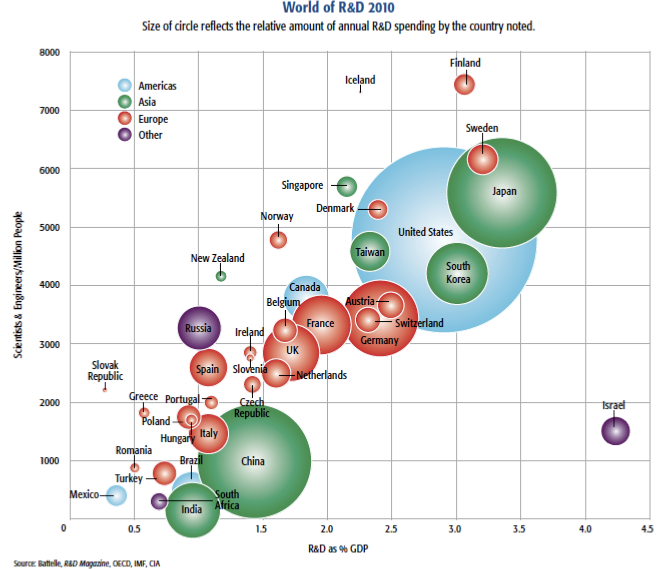 World of R&D 2010
Size of circle reflects the relative amount of annual R&D spending by the country noted.
8000
7000
6000
5000
4000
3000
2000
1000
0
0.5
1.5
2.0
2.5
3.0
3.5
4.0
4.5
Scientists & Engineers/Million People
R&D as % GDP
Americas
Asia
Europe
Other
Finland
Iceland
Sweden
Singapore
Japan
Denmark
Norway
United States
Taiwan
New Zealand
South
Korea
Canada
Belgium
Austria
Russia
France
Switzerland
Ireland
Germany
UK
Slovak
Republic
Spain
Slovenia
Netherlands
Greece
Portugal
Czech
Republic
Israel
Poland
Hungary
Italy
Romania
Brazil
China
Turkey
Mexico
South
Africa
India
Source: Battelle, R&D Magazine, OECD, IMF, CIA